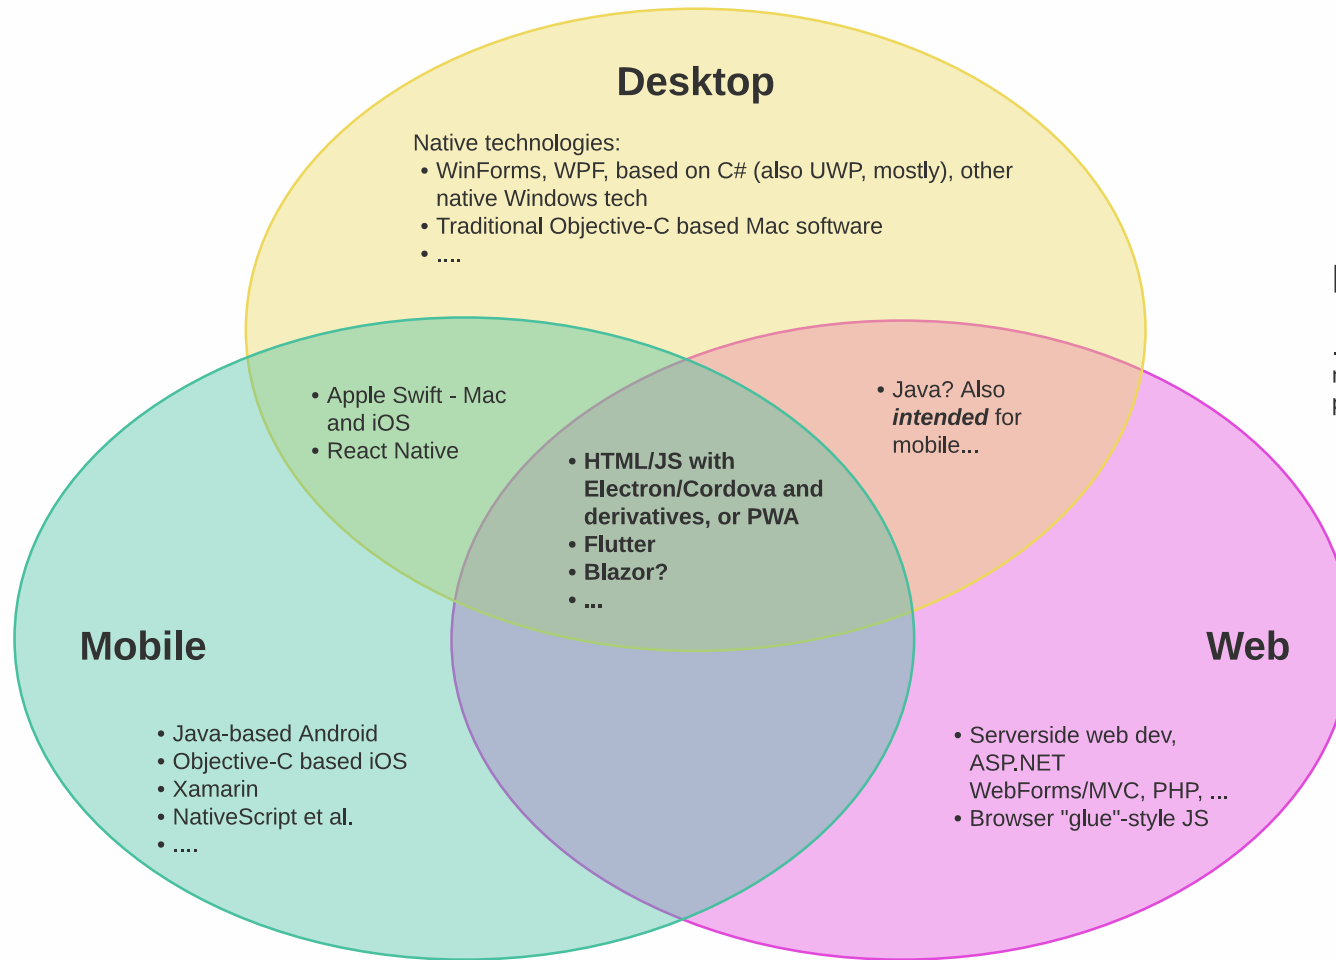 Desktop
Native technologies:
• WinForms, WPF, based on C# (also UWP, mostly), other
native Windows tech
• Traditional Objective-C based Mac software
• ....
• Apple Swift - Mac
and iOS
• React Native
• Java? Also
intended for
mobile...
• HTML/JS with
Electron/Cordova and
derivatives, or PWA
• Flutter
• Blazor?
• ...
Mobile
• Java-based Android
• Objective-C based iOS
• Xamarin
• NativeScript et al.
• ....
Web
• Serverside web dev,
ASP.NET
WebForms/MVC, PHP, ...
• Browser "glue"-style JS